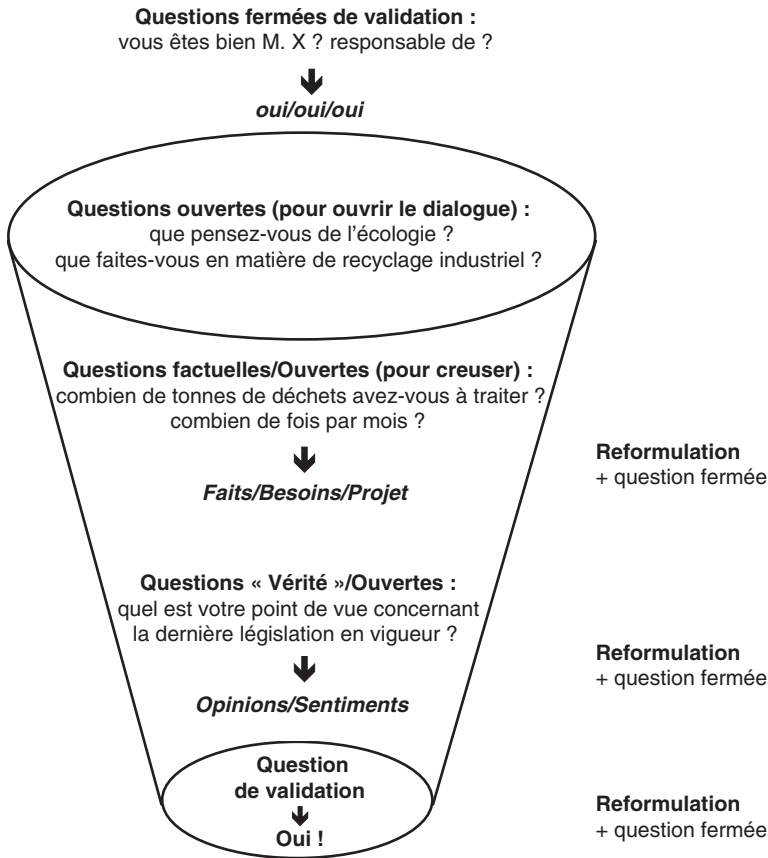 Questions fermées de validation :
vous êtes bien M. X ? responsable de ?
oui/oui/oui
Questions ouvertes (pour ouvrir le dialogue) :
que pensez-vous de l’écologie ?
que faites-vous en matière de recyclage industriel ?
Questions factuelles/Ouvertes (pour creuser) :
combien de tonnes de déchets avez-vous à traiter ?
combien de fois par mois ?
Faits/Besoins/Projet
Reformulation
+ question fermée
Questions « Vérité »/Ouvertes :
quel est votre point de vue concernant
la dernière législation en vigueur ?
Opinions/Sentiments
Reformulation
+ question fermée
Question
de validation
Oui !
Reformulation
+ question fermée